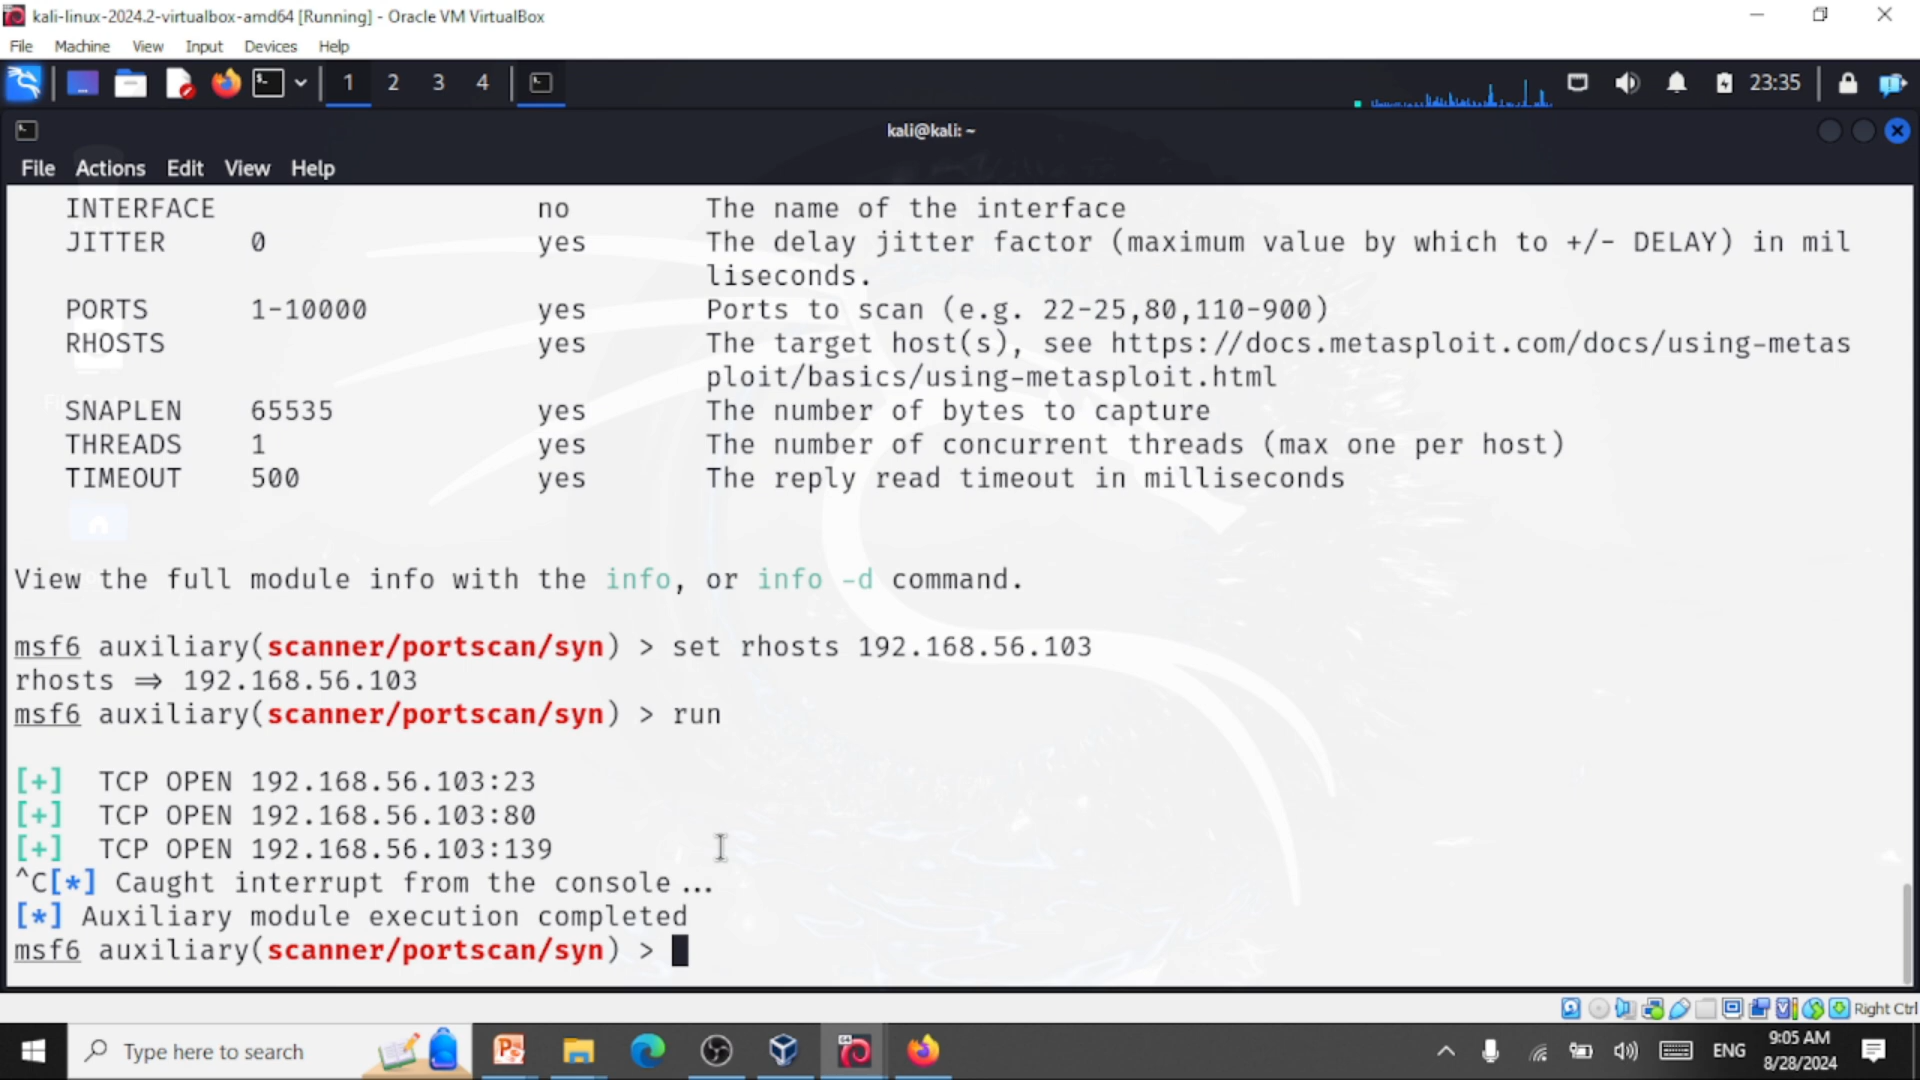 kali-linux-2024.2-virtualbox-amd64 [Running] - Oracle VM VirtualBox
File Machine View Input Devices Help
1 2 3 4 23:35
kali@kali: ~
File Actions Edit View Help
INTERFACE no The name of the interface
JITTER 0 yes The delay jitter factor (maximum value by which to +/- DELAY) in mil
liseconds.
PORTS 1-10000 yes Ports to scan (e.g. 22-25,80,110-900)
RHOSTS yes The target host(s), see https://docs.metasploit.com/docs/using-metas
ploit/basics/using-metasploit.html
SNAPLEN 65535 yes The number of bytes to capture
THREADS 1 yes The number of concurrent threads (max one per host)
TIMEOUT 500 yes The reply read timeout in milliseconds
View the full module info with the info, or info -d command.
msf6 auxiliary(scanner/portscan/syn) > set rhosts 192.168.56.103
rhosts ⇒ 192.168.56.103
msf6 auxiliary(scanner/portscan/syn) > run
[+] TCP OPEN 192.168.56.103:23
[+] TCP OPEN 192.168.56.103:80
[+] TCP OPEN 192.168.56.103:139
^C[*] Caught interrupt from the console...
[*] Auxiliary module execution completed
msf6 auxiliary(scanner/portscan/syn) >
Right Ctrl
Type here to search
ENG
9:05 AM
8/28/2024